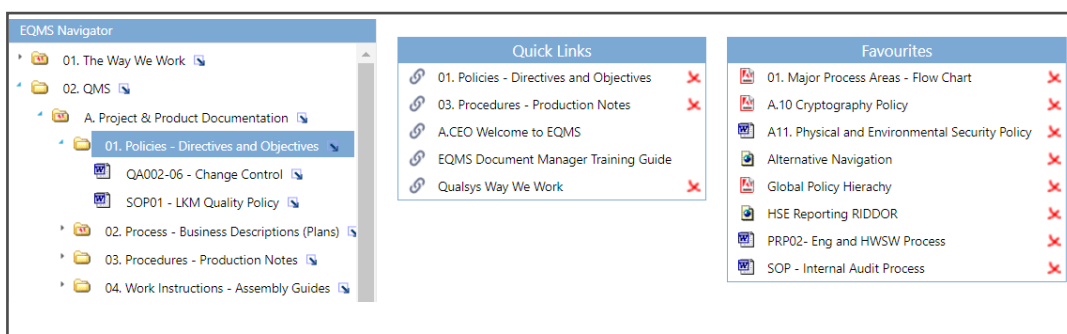 EQMS Navigator
01. The Way We Work
02. QMS
A. Project & Product Documentation
01. Policies - Directives and Objectives
QA002-06 - Change Control
SOP01 - LKM Quality Policy
02. Process - Business Descriptions (Plans)
03. Procedures - Production Notes
04. Work Instructions - Assembly Guides
Quick Links
01. Policies - Directives and Objectives
03. Procedures - Production Notes
A.CEO Welcome to EQMS
EQMS Document Manager Training Guide
Qualsys Way We Work
Favourites
01. Major Process Areas - Flow Chart
A.10 Cryptography Policy
A11. Physical and Environmental Security Policy
Alternative Navigation
Global Policy Hierachy
HSE Reporting RIDDOR
PRP02- Eng and HWSW Process
SOP - Internal Audit Process